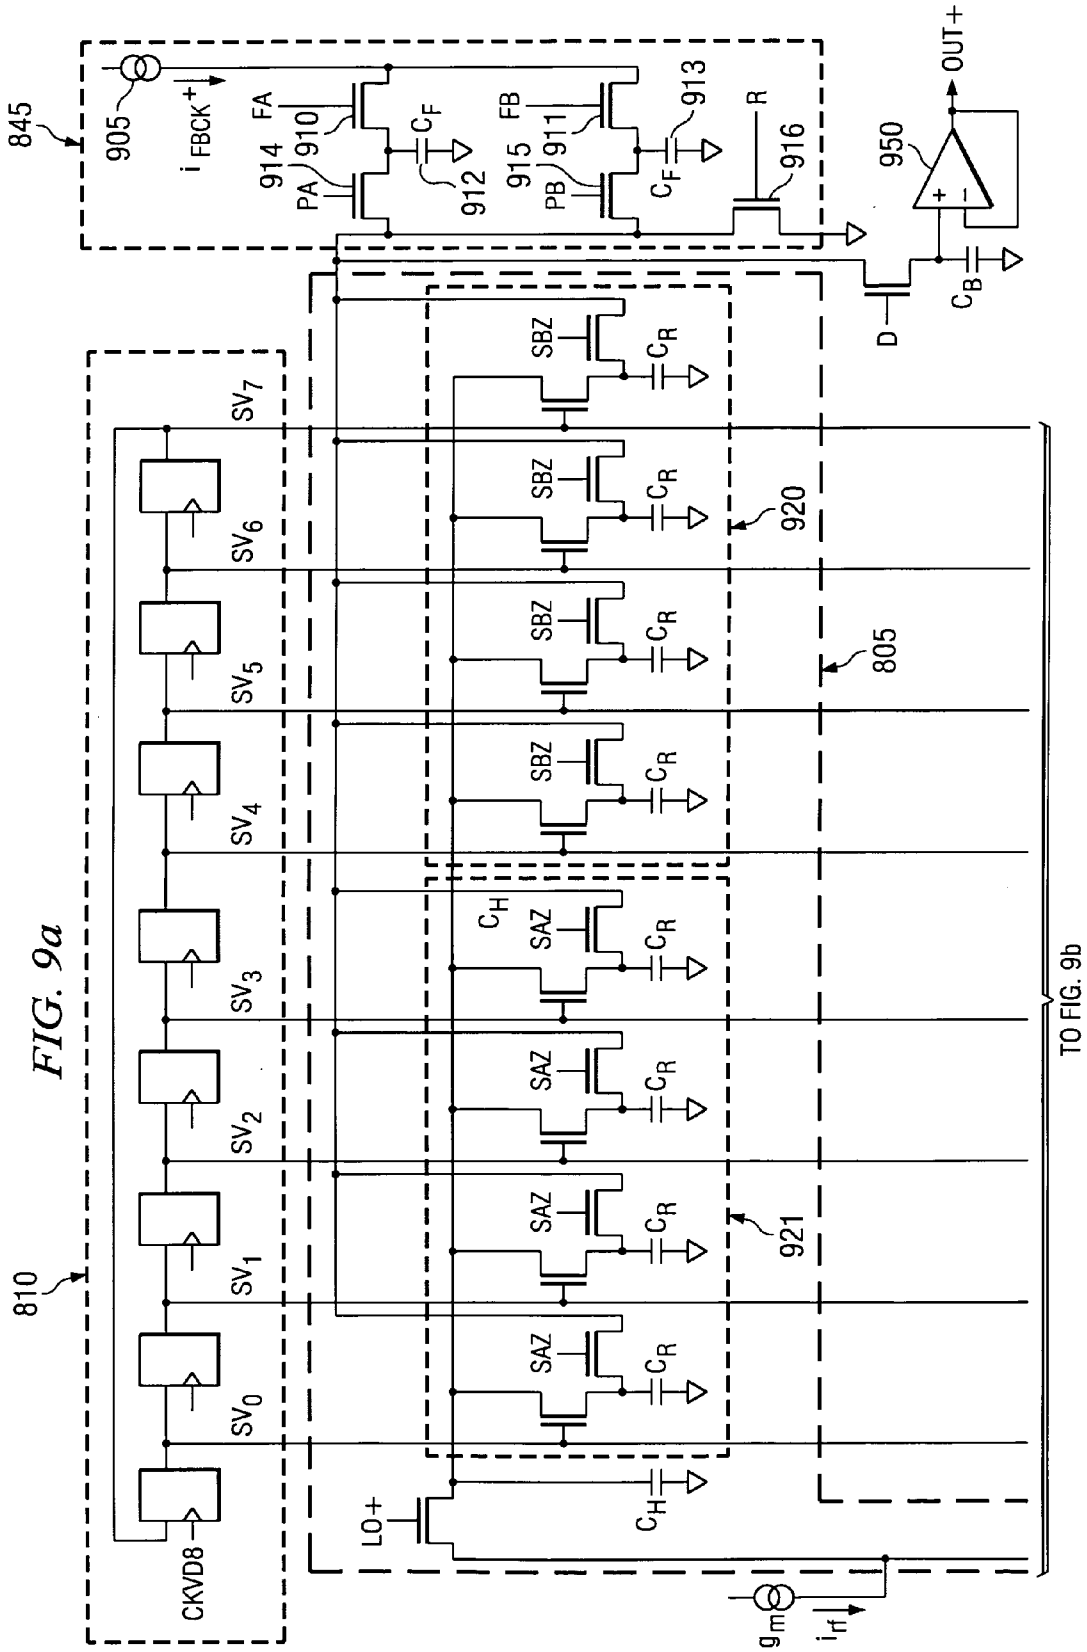 FIG. 9a
810
CKVD8
SV0
SV1
SV2
SV3
SV4
SV5
SV6
SV7
845
905
iFBCK+
FA
910
914
PA
CF
912
FB
911
915
PB
CF
913
R
916
LO+
CH
SAZ
CR
SAZ
CR
SAZ
CR
CH
SAZ
CR
921
SBZ
CR
SBZ
CR
SBZ
CR
SBZ
CR
920
805
D
CB
+
−
950
OUT+
gm
irf
TO FIG. 9b